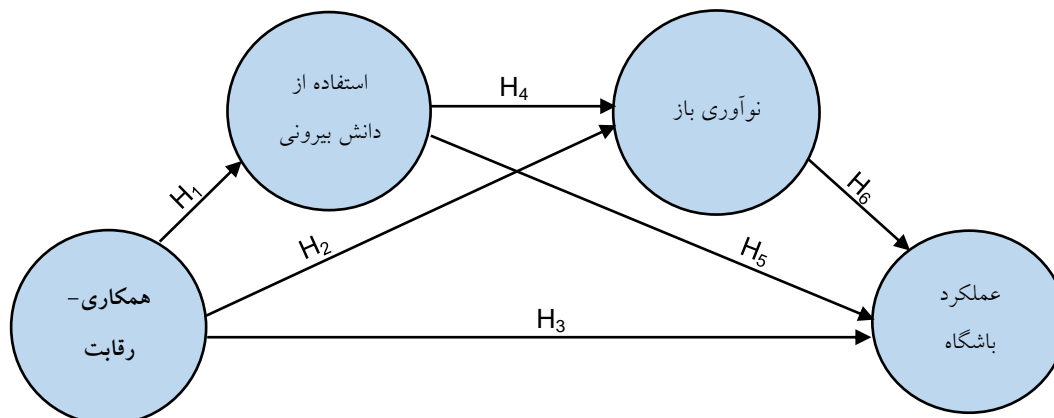 استفاده از
دانش بیرونی
H₄
نوآوری باز
H₁
H₂
H₆
H₅
همکاری-
رقابت
H₃
عملکرد
باشگاه